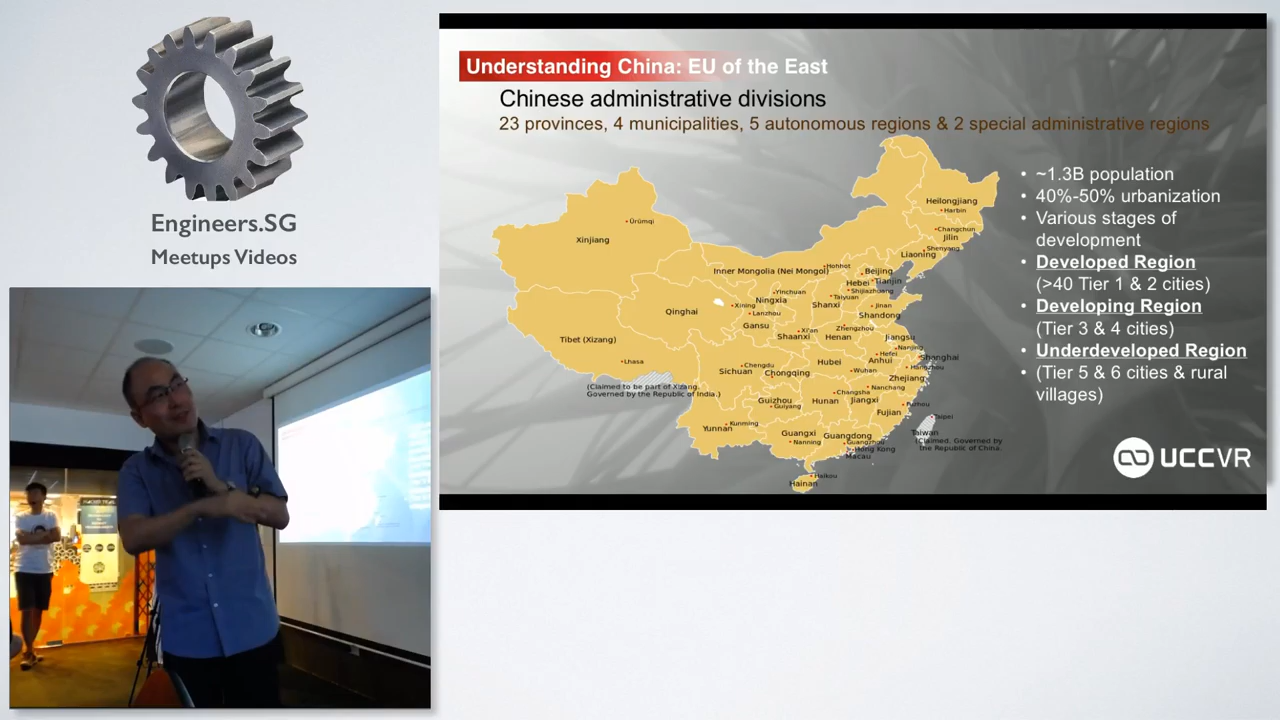 Engineers.SG
Meetups Videos
Understanding China: EU of the East
Chinese administrative divisions
23 provinces, 4 municipalities, 5 autonomous regions & 2 special administrative regions
• ~1.3B population
• 40%-50% urbanization
• Various stages of
development
• Developed Region
(>40 Tier 1 & 2 cities)
• Developing Region
(Tier 3 & 4 cities)
• Underdeveloped Region
• (Tier 5 & 6 cities & rural
villages)
Heilongjiang
Harbin
Changchun
Jilin
Shenyang
Liaoning
Ürümqi
Xinjiang
Inner Mongolia (Nei Mongol)
Hohhot
Beijing
Tianjin
Hebei
Shijiazhuang
Yinchuan
Ningxia
Taiyuan
Shanxi
Xining
Lanzhou
Jinan
Shandong
Qinghai
Gansu
Xi'an
Shaanxi
Zhengzhou
Henan
Jiangsu
Nanjing
Tibet (Xizang)
Lhasa
Hefei
Anhui
Shanghai
Hangzhou
Chengdu
Sichuan
Chongqing
Hubei
Wuhan
Zhejiang
(Claimed to be part of Xizang.
Governed by the Republic of India.)
Nanchang
Changsha
Guizhou
Guiyang
Hunan
Jiangxi
Fuzhou
Fujian
Taipei
Kunming
Yunnan
Guangxi
Nanning
Guangdong
Guangzhou
Hong Kong
Macau
Taiwan
(Claimed. Governed by
the Republic of China.
Haikou
Hainan
UCCVR